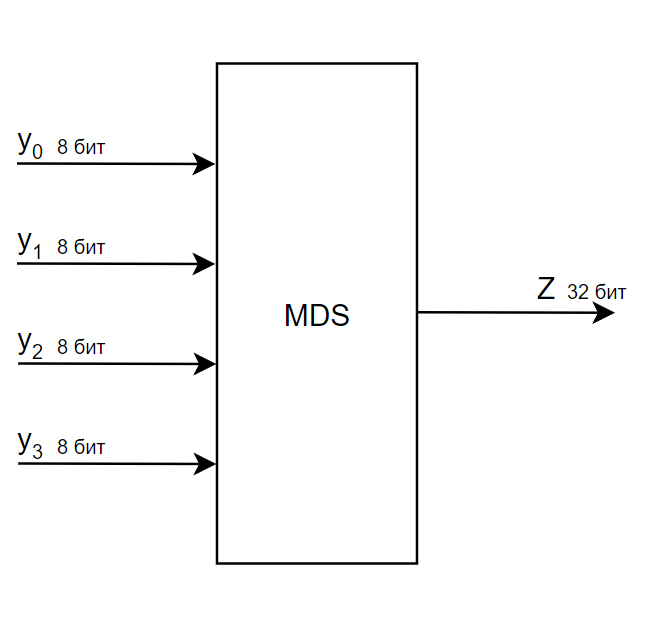 y0 8 бит
y1 8 бит
y2 8 бит
y3 8 бит
MDS
Z 32 бит